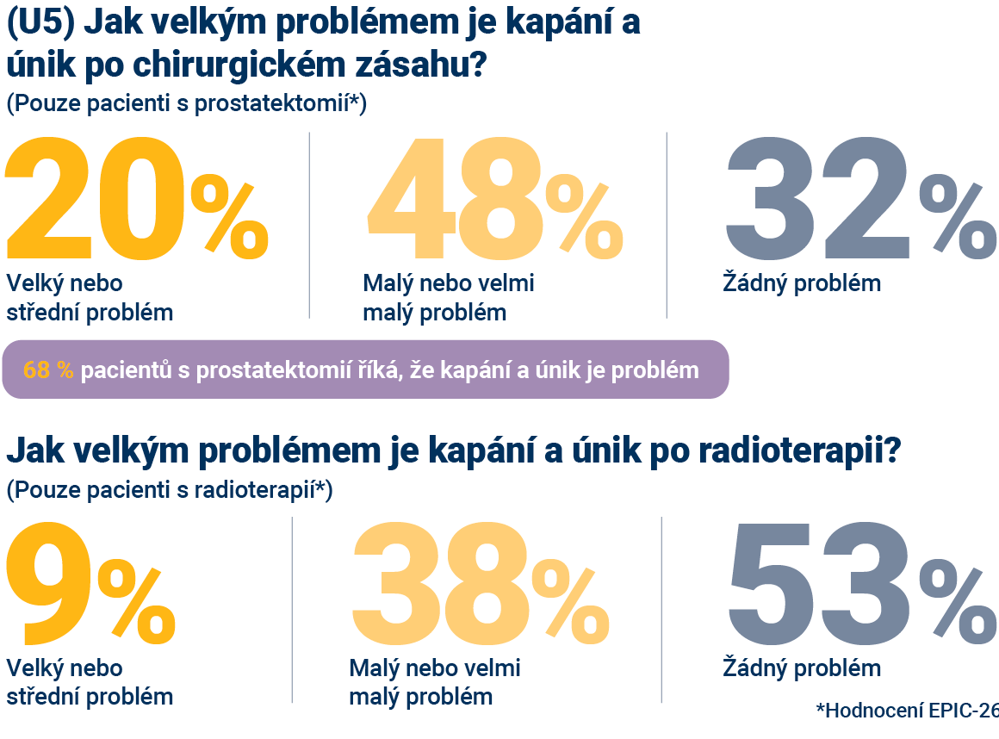 (U5) Jak velkým problémem je kapání a
únik po chirurgickém zásahu?
(Pouze pacienti s prostatektomií*)
20%
Velký nebo
střední problém
48%
Malý nebo velmi
malý problém
32%
Žádný problém
68 % pacientů s prostatektomií říká, že kapání a únik je problém
Jak velkým problémem je kapání a únik po radioterapii?
(Pouze pacienti s radioterapií*)
9%
Velký nebo
střední problém
38%
Malý nebo velmi
malý problém
53%
Žádný problém
*Hodnocení EPIC-26